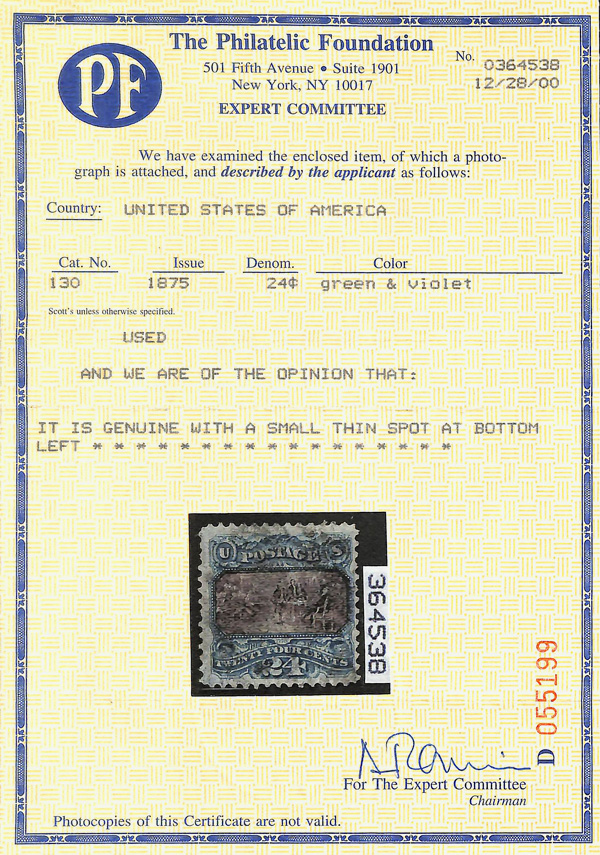 PF
The Philatelic Foundation
501 Fifth Avenue • Suite 1901
New York, NY 10017
EXPERT COMMITTEE
No. 0364538
12/28/00
We have examined the enclosed item, of which a photo-
graph is attached, and described by the applicant as follows:
Country: UNITED STATES OF AMERICA
Cat. No. Issue Denom. Color
130 1875 24¢ green & violet
Scott's unless otherwise specified.
USED
AND WE ARE OF THE OPINION THAT:
IT IS GENUINE WITH A SMALL THIN SPOT AT BOTTOM
LEFT * * * * * * * * * * * * * * * * *
U POSTAGE S
TWENTY FOUR CENTS
24
364538
D 055199
For The Expert Committee
Chairman
Photocopies of this Certificate are not valid.